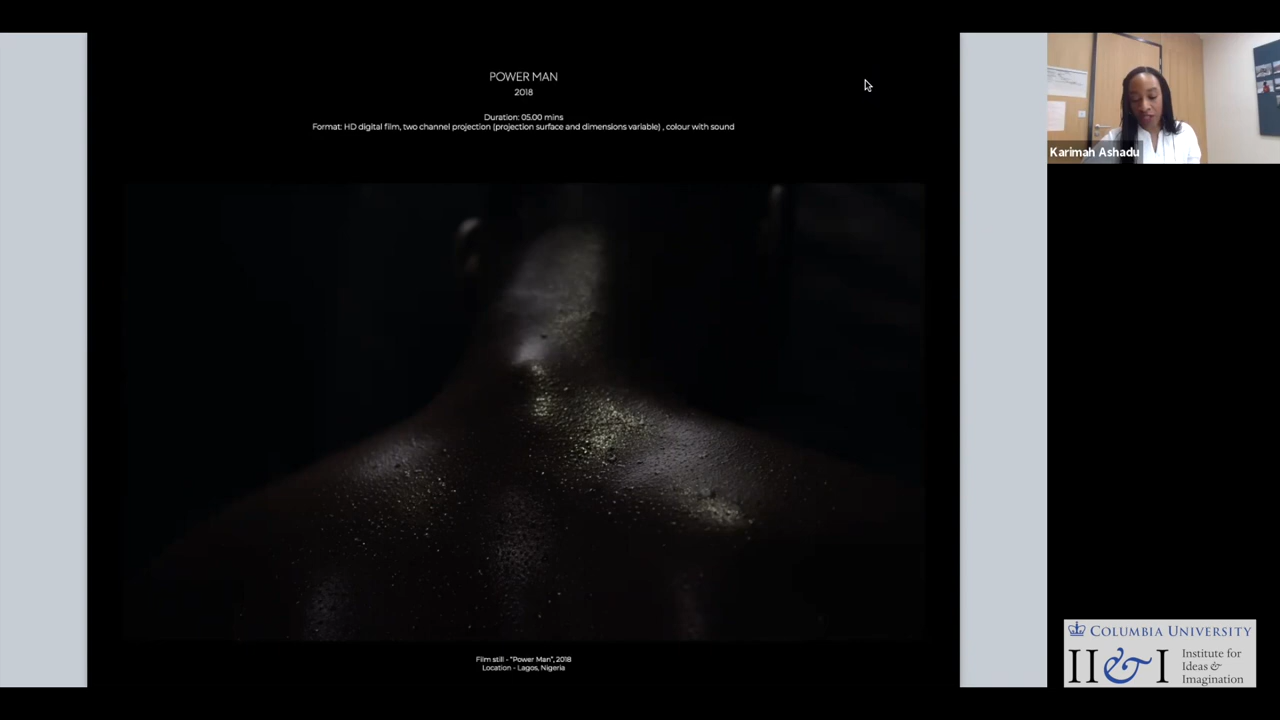 POWER MAN
2018
Duration: 05.00 mins
Format: HD digital film, two channel projection (projection surface and dimensions variable) , colour with sound
Film still - "Power Man", 2018
Location - Lagos, Nigeria
Karimah Ashadu
COLUMBIA UNIVERSITY
II&I
Institute for
Ideas &
Imagination